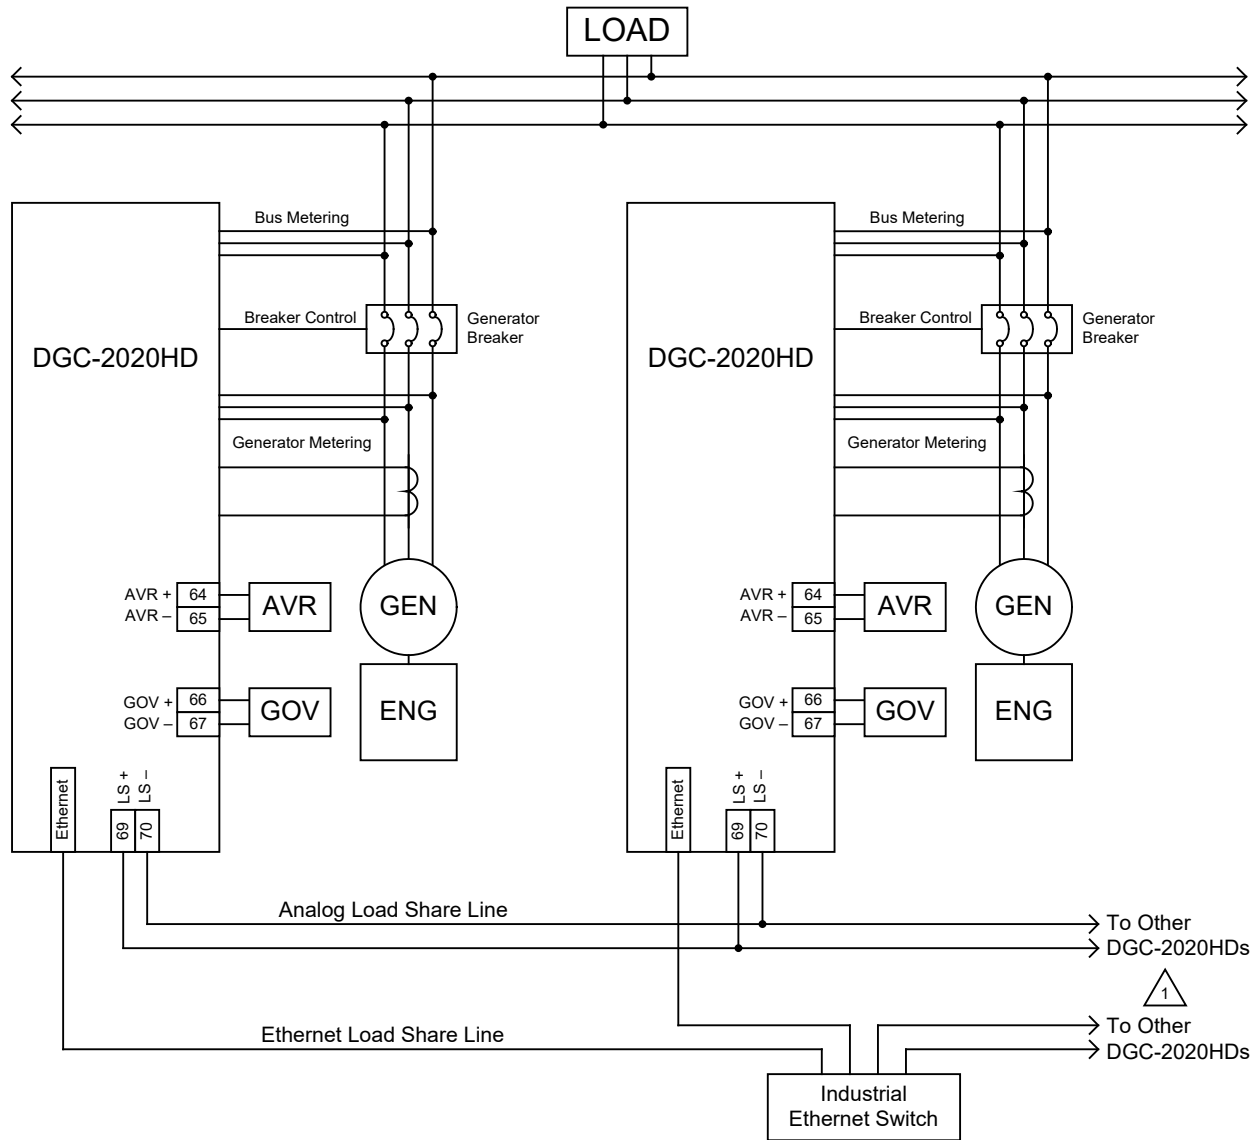 LOAD
Bus Metering
Breaker Control
Generator
Breaker
DGC-2020HD
Generator Metering
AVR +
64
AVR –
65
AVR
GEN
GOV +
66
GOV –
67
GOV
ENG
Ethernet
LS +
69
LS –
70
Bus Metering
Breaker Control
Generator
Breaker
DGC-2020HD
Generator Metering
AVR +
64
AVR –
65
AVR
GEN
GOV +
66
GOV –
67
GOV
ENG
Ethernet
LS +
69
LS –
70
Analog Load Share Line
To Other
DGC-2020HDs
1
Ethernet Load Share Line
To Other
DGC-2020HDs
Industrial
Ethernet Switch